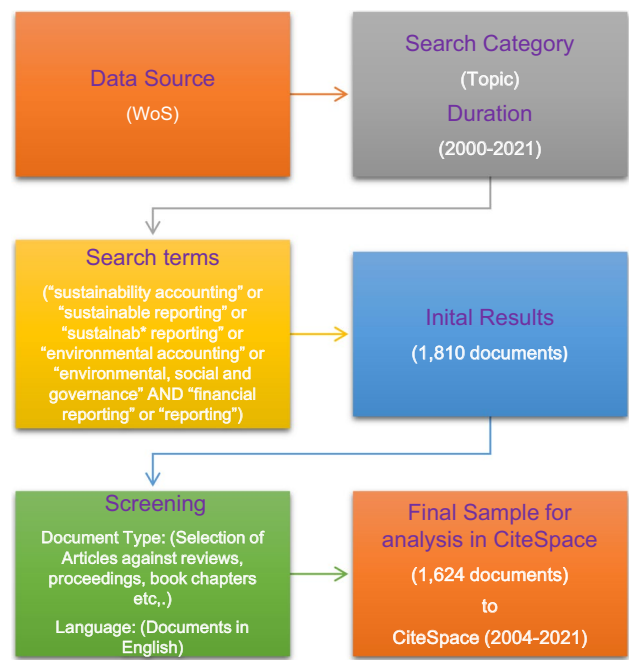 Data Source
(WoS)
Search Category
(Topic)
Duration
(2000-2021)
Search terms
(“sustainability accounting” or
“sustainable reporting” or
“sustainab* reporting” or
“environmental accounting” or
“environmental, social and
governance” AND “financial
reporting” or “reporting”)
Inital Results
(1,810 documents)
Screening
Document Type: (Selection of
Articles against reviews,
proceedings, book chapters
etc,.)
Language: (Documents in
English)
Final Sample for
analysis in CiteSpace
(1,624 documents)
to
CiteSpace (2004-2021)